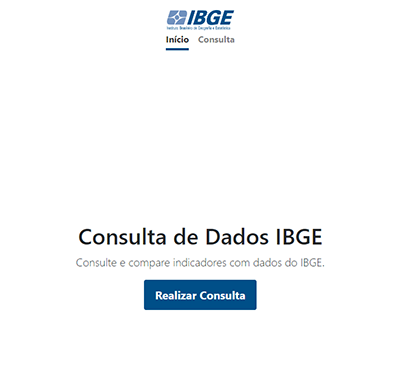 IBGE
Instituto Brasileiro de Geografia e Estatística
Início Consulta
Consulta de Dados IBGE
Consulte e compare indicadores com dados do IBGE.
Realizar Consulta